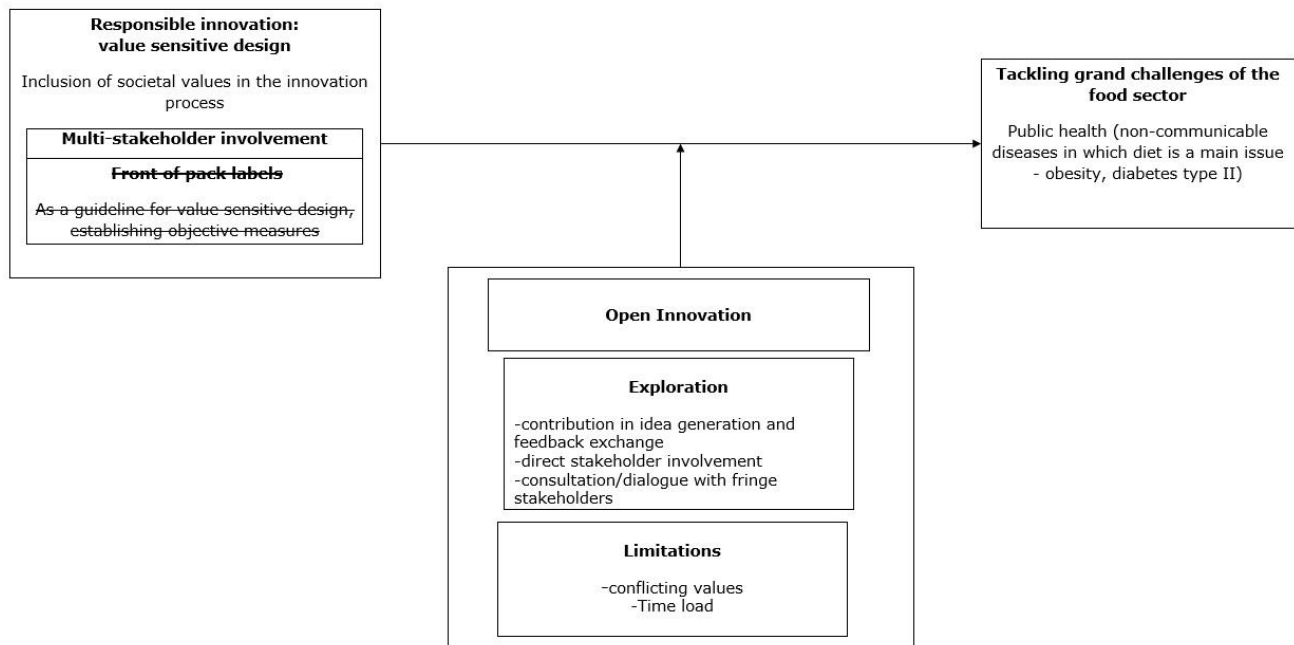 Responsible innovation:
value sensitive design
Inclusion of societal values in the innovation
process
Multi-stakeholder involvement
Front of pack labels
As a guideline for value sensitive design,
establishing objective measures
Tackling grand challenges of the
food sector
Public health (non-communicable
diseases in which diet is a main issue
- obesity, diabetes type II)
Open Innovation
Exploration
-contribution in idea generation and
feedback exchange
-direct stakeholder involvement
-consultation/dialogue with fringe
stakeholders
Limitations
-conflicting values
-Time load